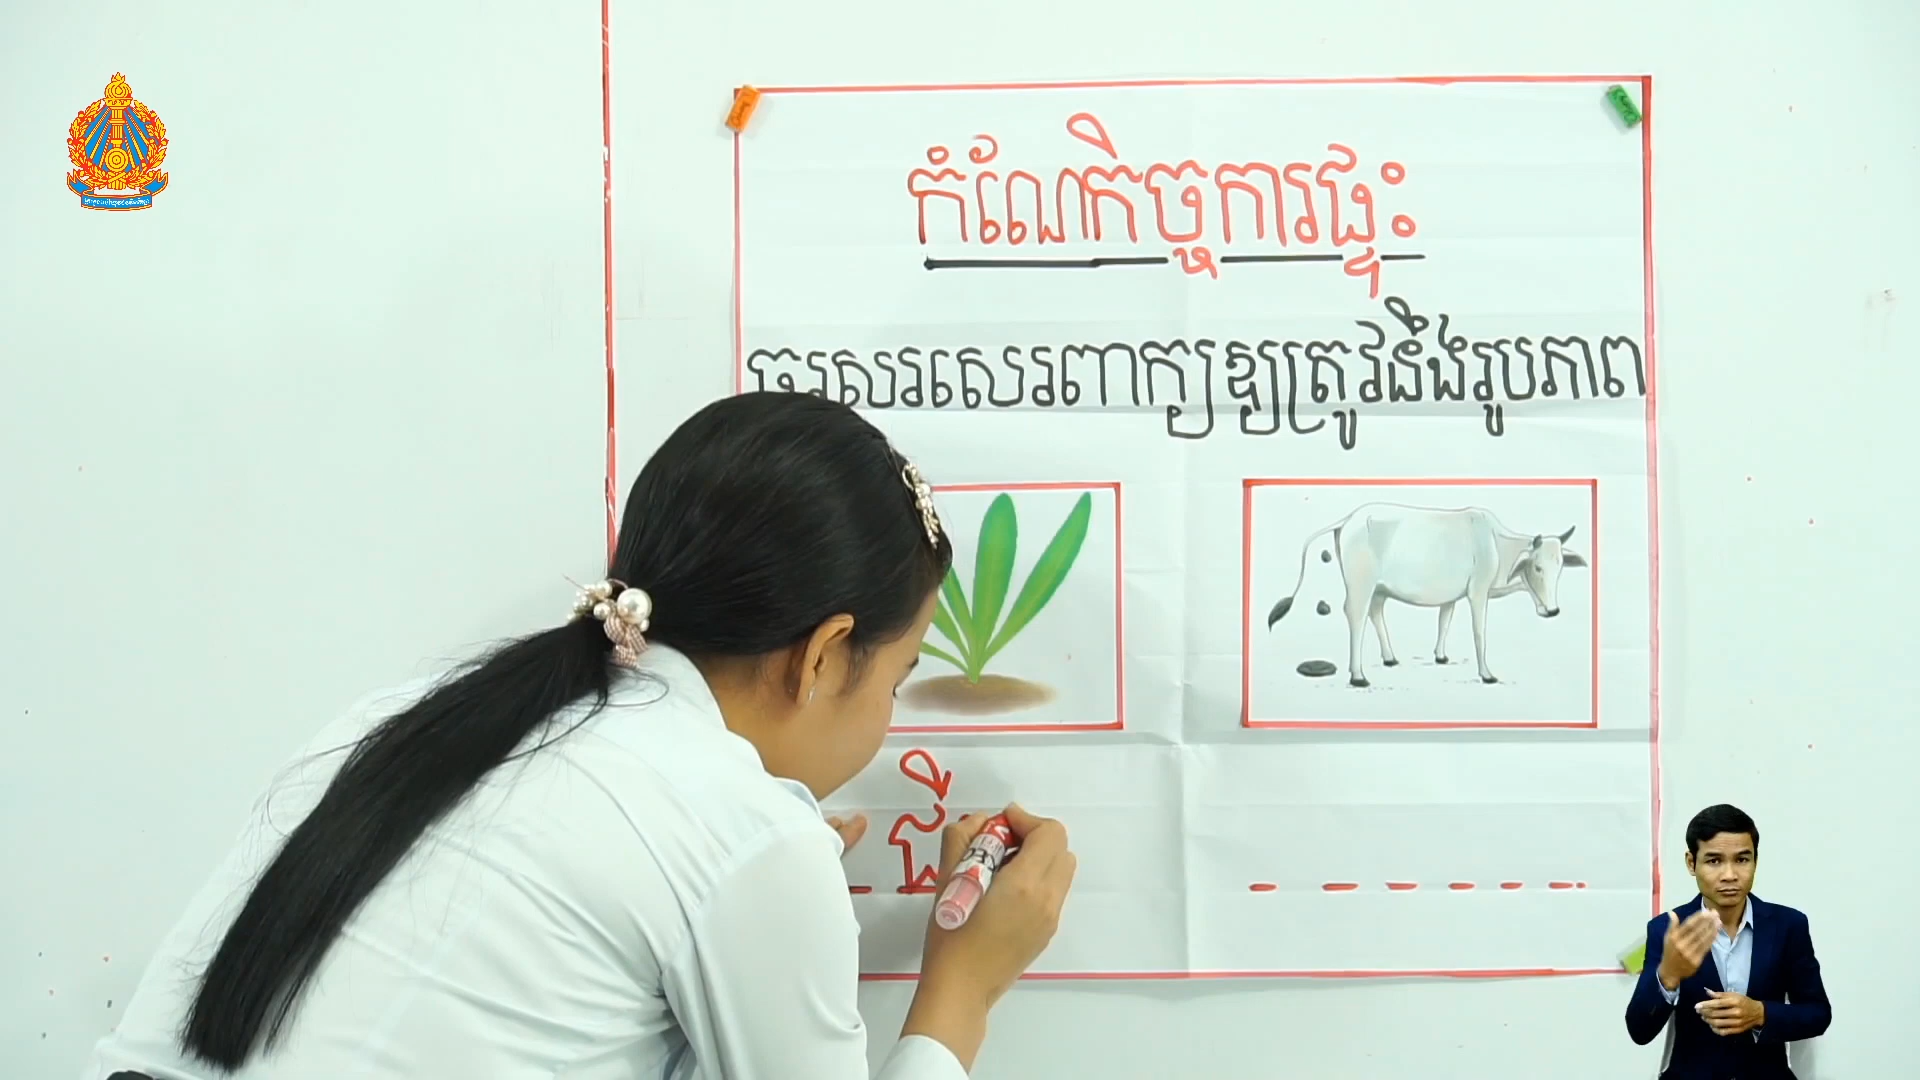 កំណែកិច្ចការផ្ទះ
ចូរសរសេរពាក្យឱ្យត្រូវនឹងរូបភាព
ជី